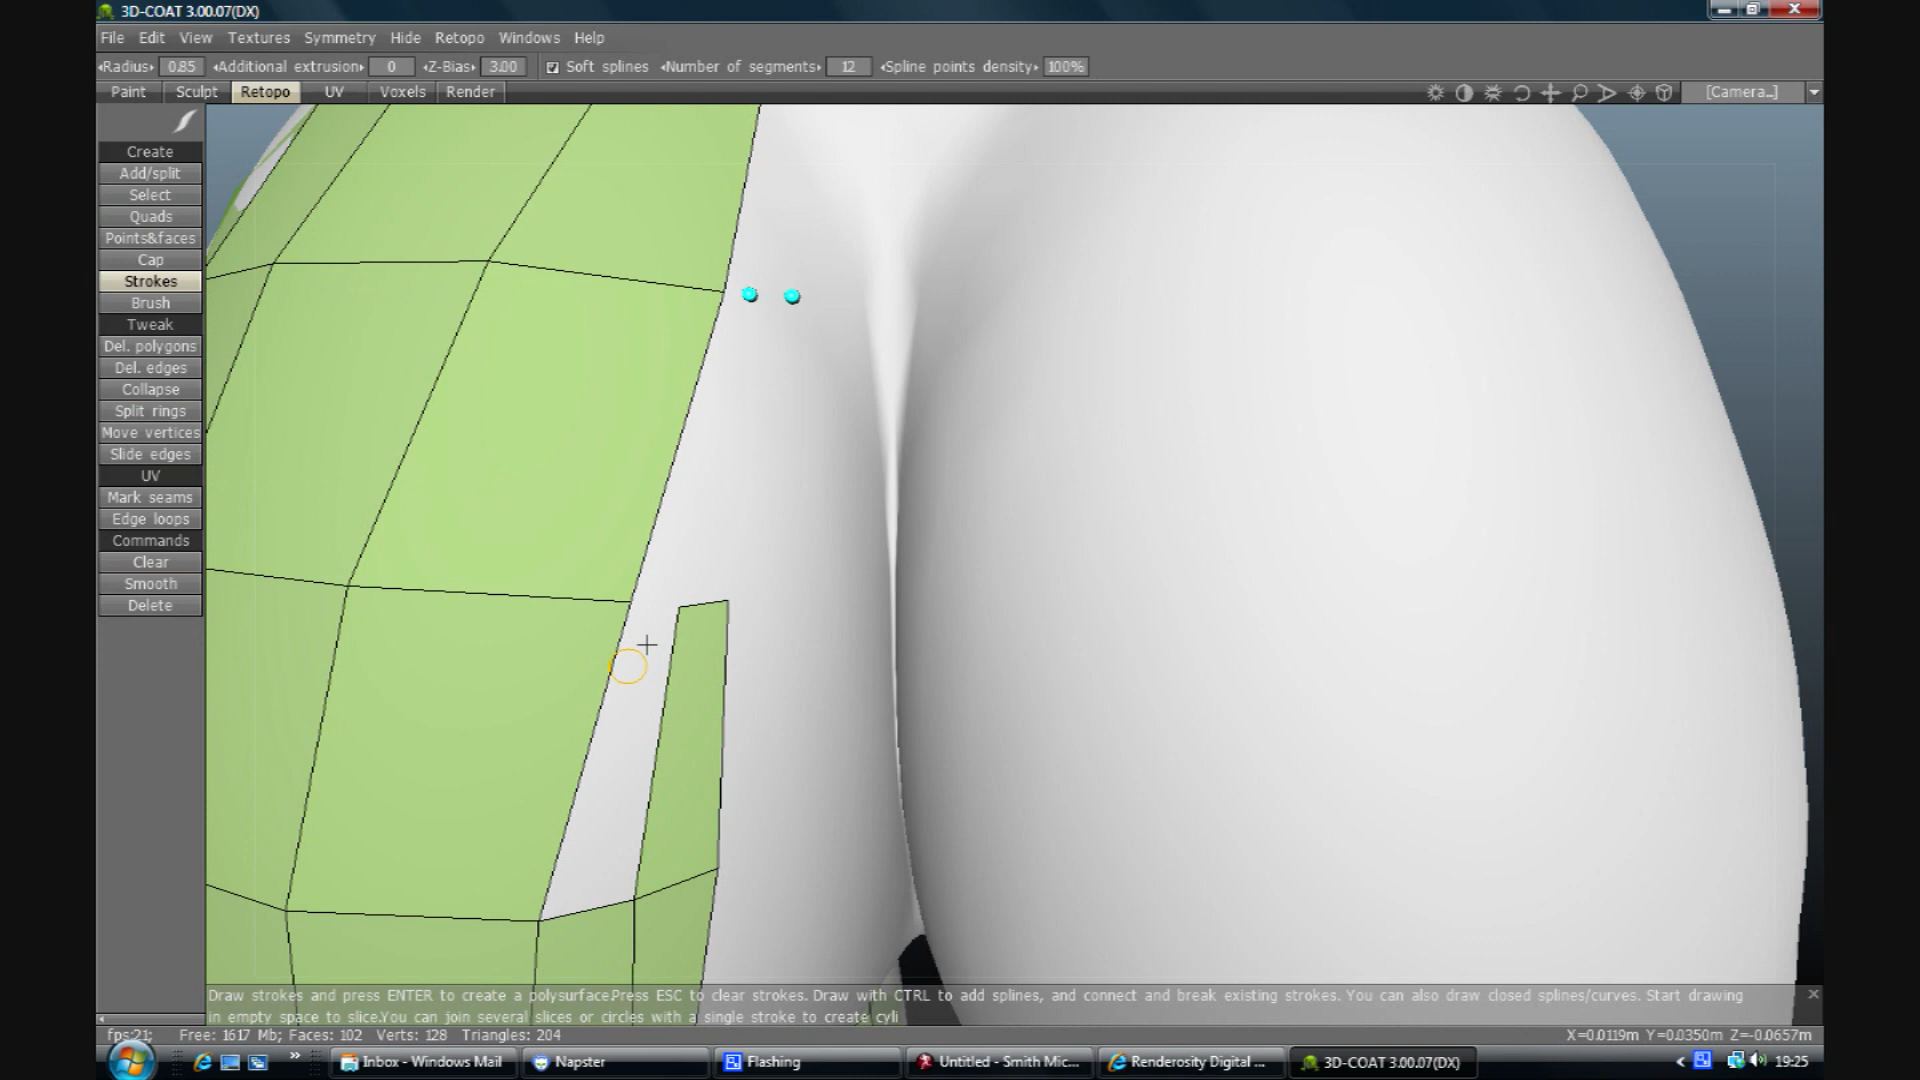 3D-COAT 3.00.07(DX)
File Edit View Textures Symmetry Hide Retopo Windows Help
Radius 0.85 Additional extrusion 0 Z-Bias 3.00 Soft splines Number of segments 12 Spline points density 100%
Paint Sculpt Retopo UV Voxels Render [Camera..]
Create
Add/split
Select
Quads
Points&faces
Cap
Strokes
Brush
Tweak
Del. polygons
Del. edges
Collapse
Split rings
Move vertices
Slide edges
UV
Mark seams
Edge loops
Commands
Clear
Smooth
Delete
Draw strokes and press ENTER to create a polysurface.Press ESC to clear strokes. Draw with CTRL to add splines, and connect and break existing strokes. You can also draw closed splines/curves. Start drawing
in empty space to slice.You can join several slices or circles with a single stroke to create cyli
fps:21; Free: 1617 Mb; Faces: 102 Verts: 128 Triangles: 204 X=0.0119m Y=0.0350m Z=-0.0657m
Inbox - Windows Mail Napster Flashing Untitled - Smith Mic... Renderosity Digital ... 3D-COAT 3.00.07(DX) 19:25